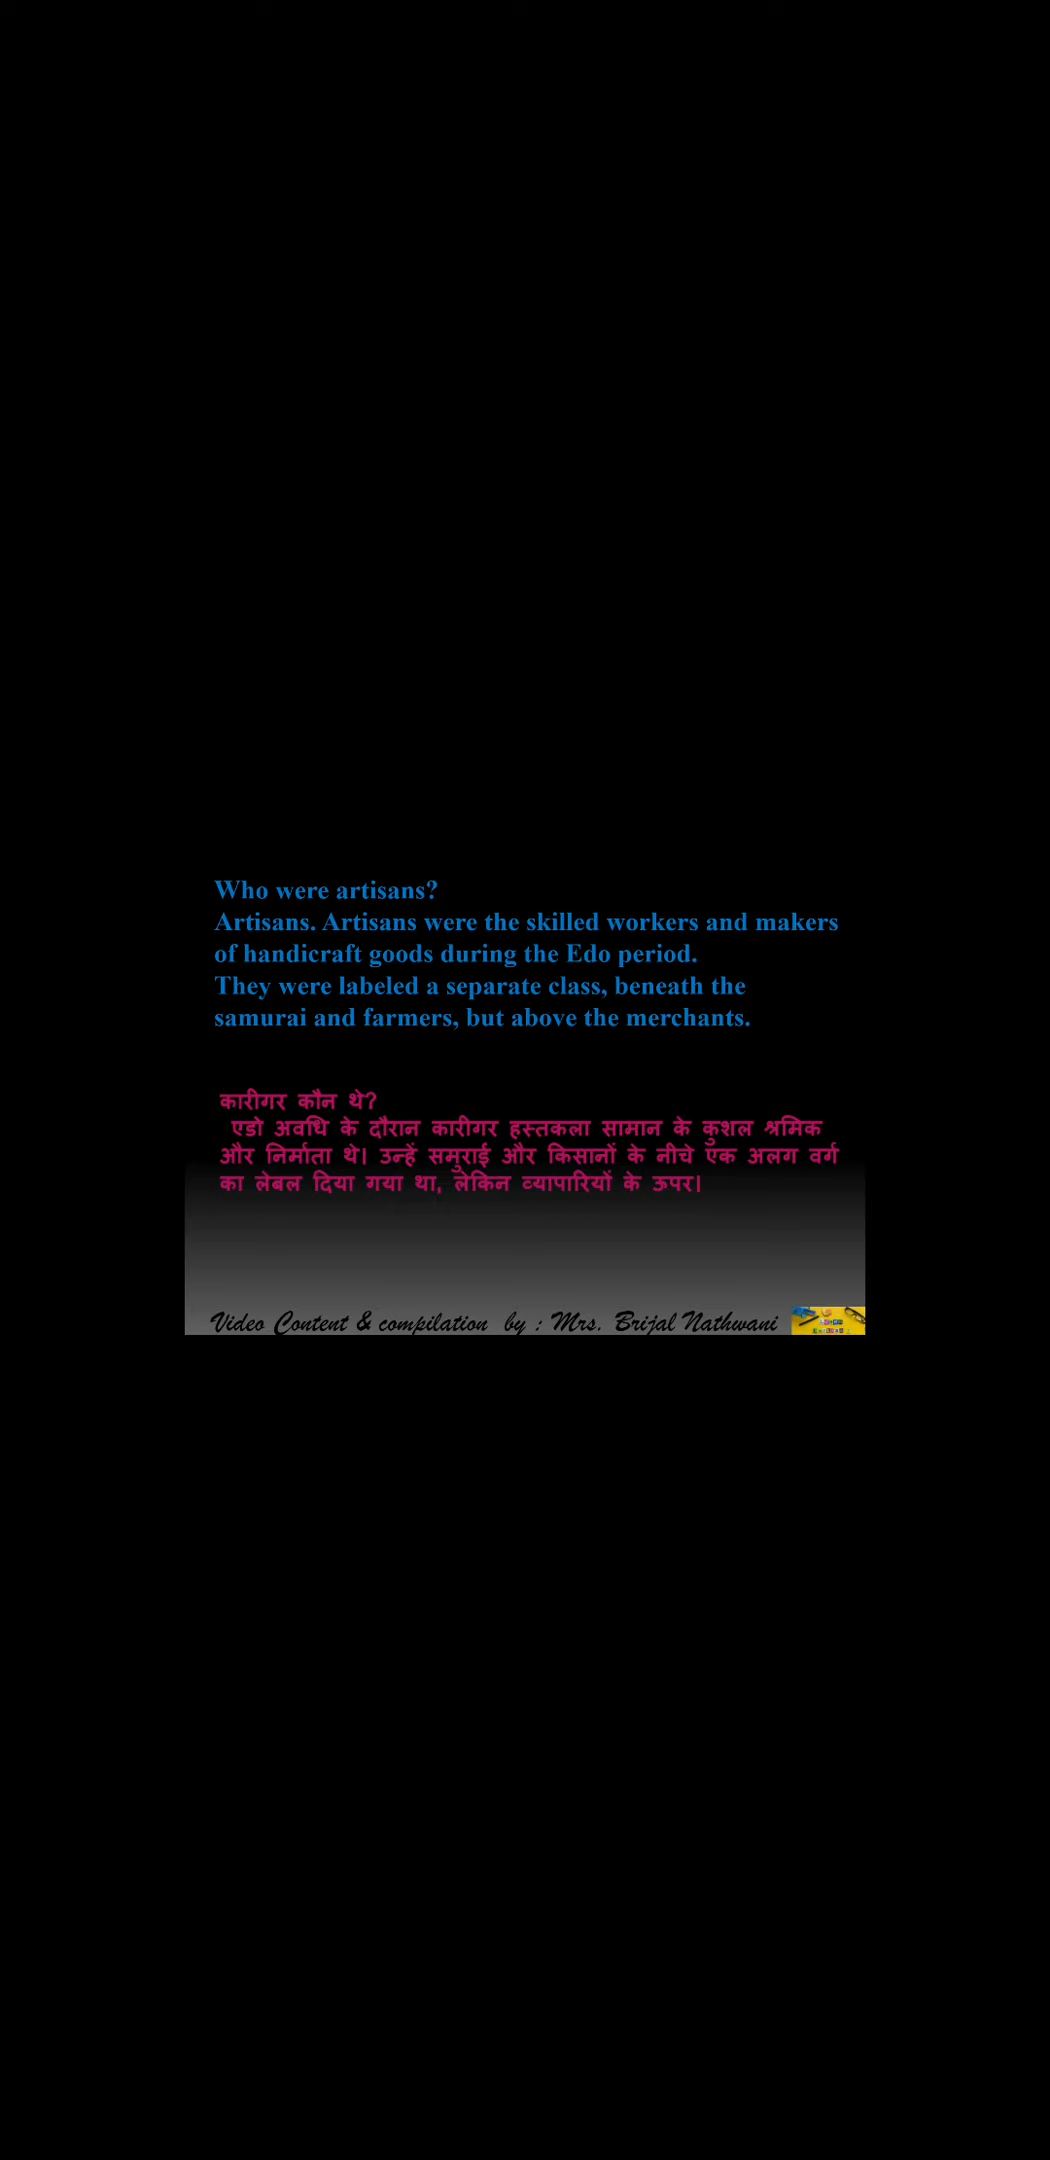 Who were artisans?
Artisans. Artisans were the skilled workers and makers
of handicraft goods during the Edo period.
They were labeled a separate class, beneath the
samurai and farmers, but above the merchants.
कारीगर कौन थे?
एडो अवधि के दौरान कारीगर हस्तकला सामान के कुशल श्रमिक
और निर्माता थे। उन्हें समुराई और किसानों के नीचे एक अलग वर्ग
का लेबल दिया गया था, लेकिन व्यापारियों के ऊपर।
Video Content & compilation by : Mrs. Brijal Nathwani